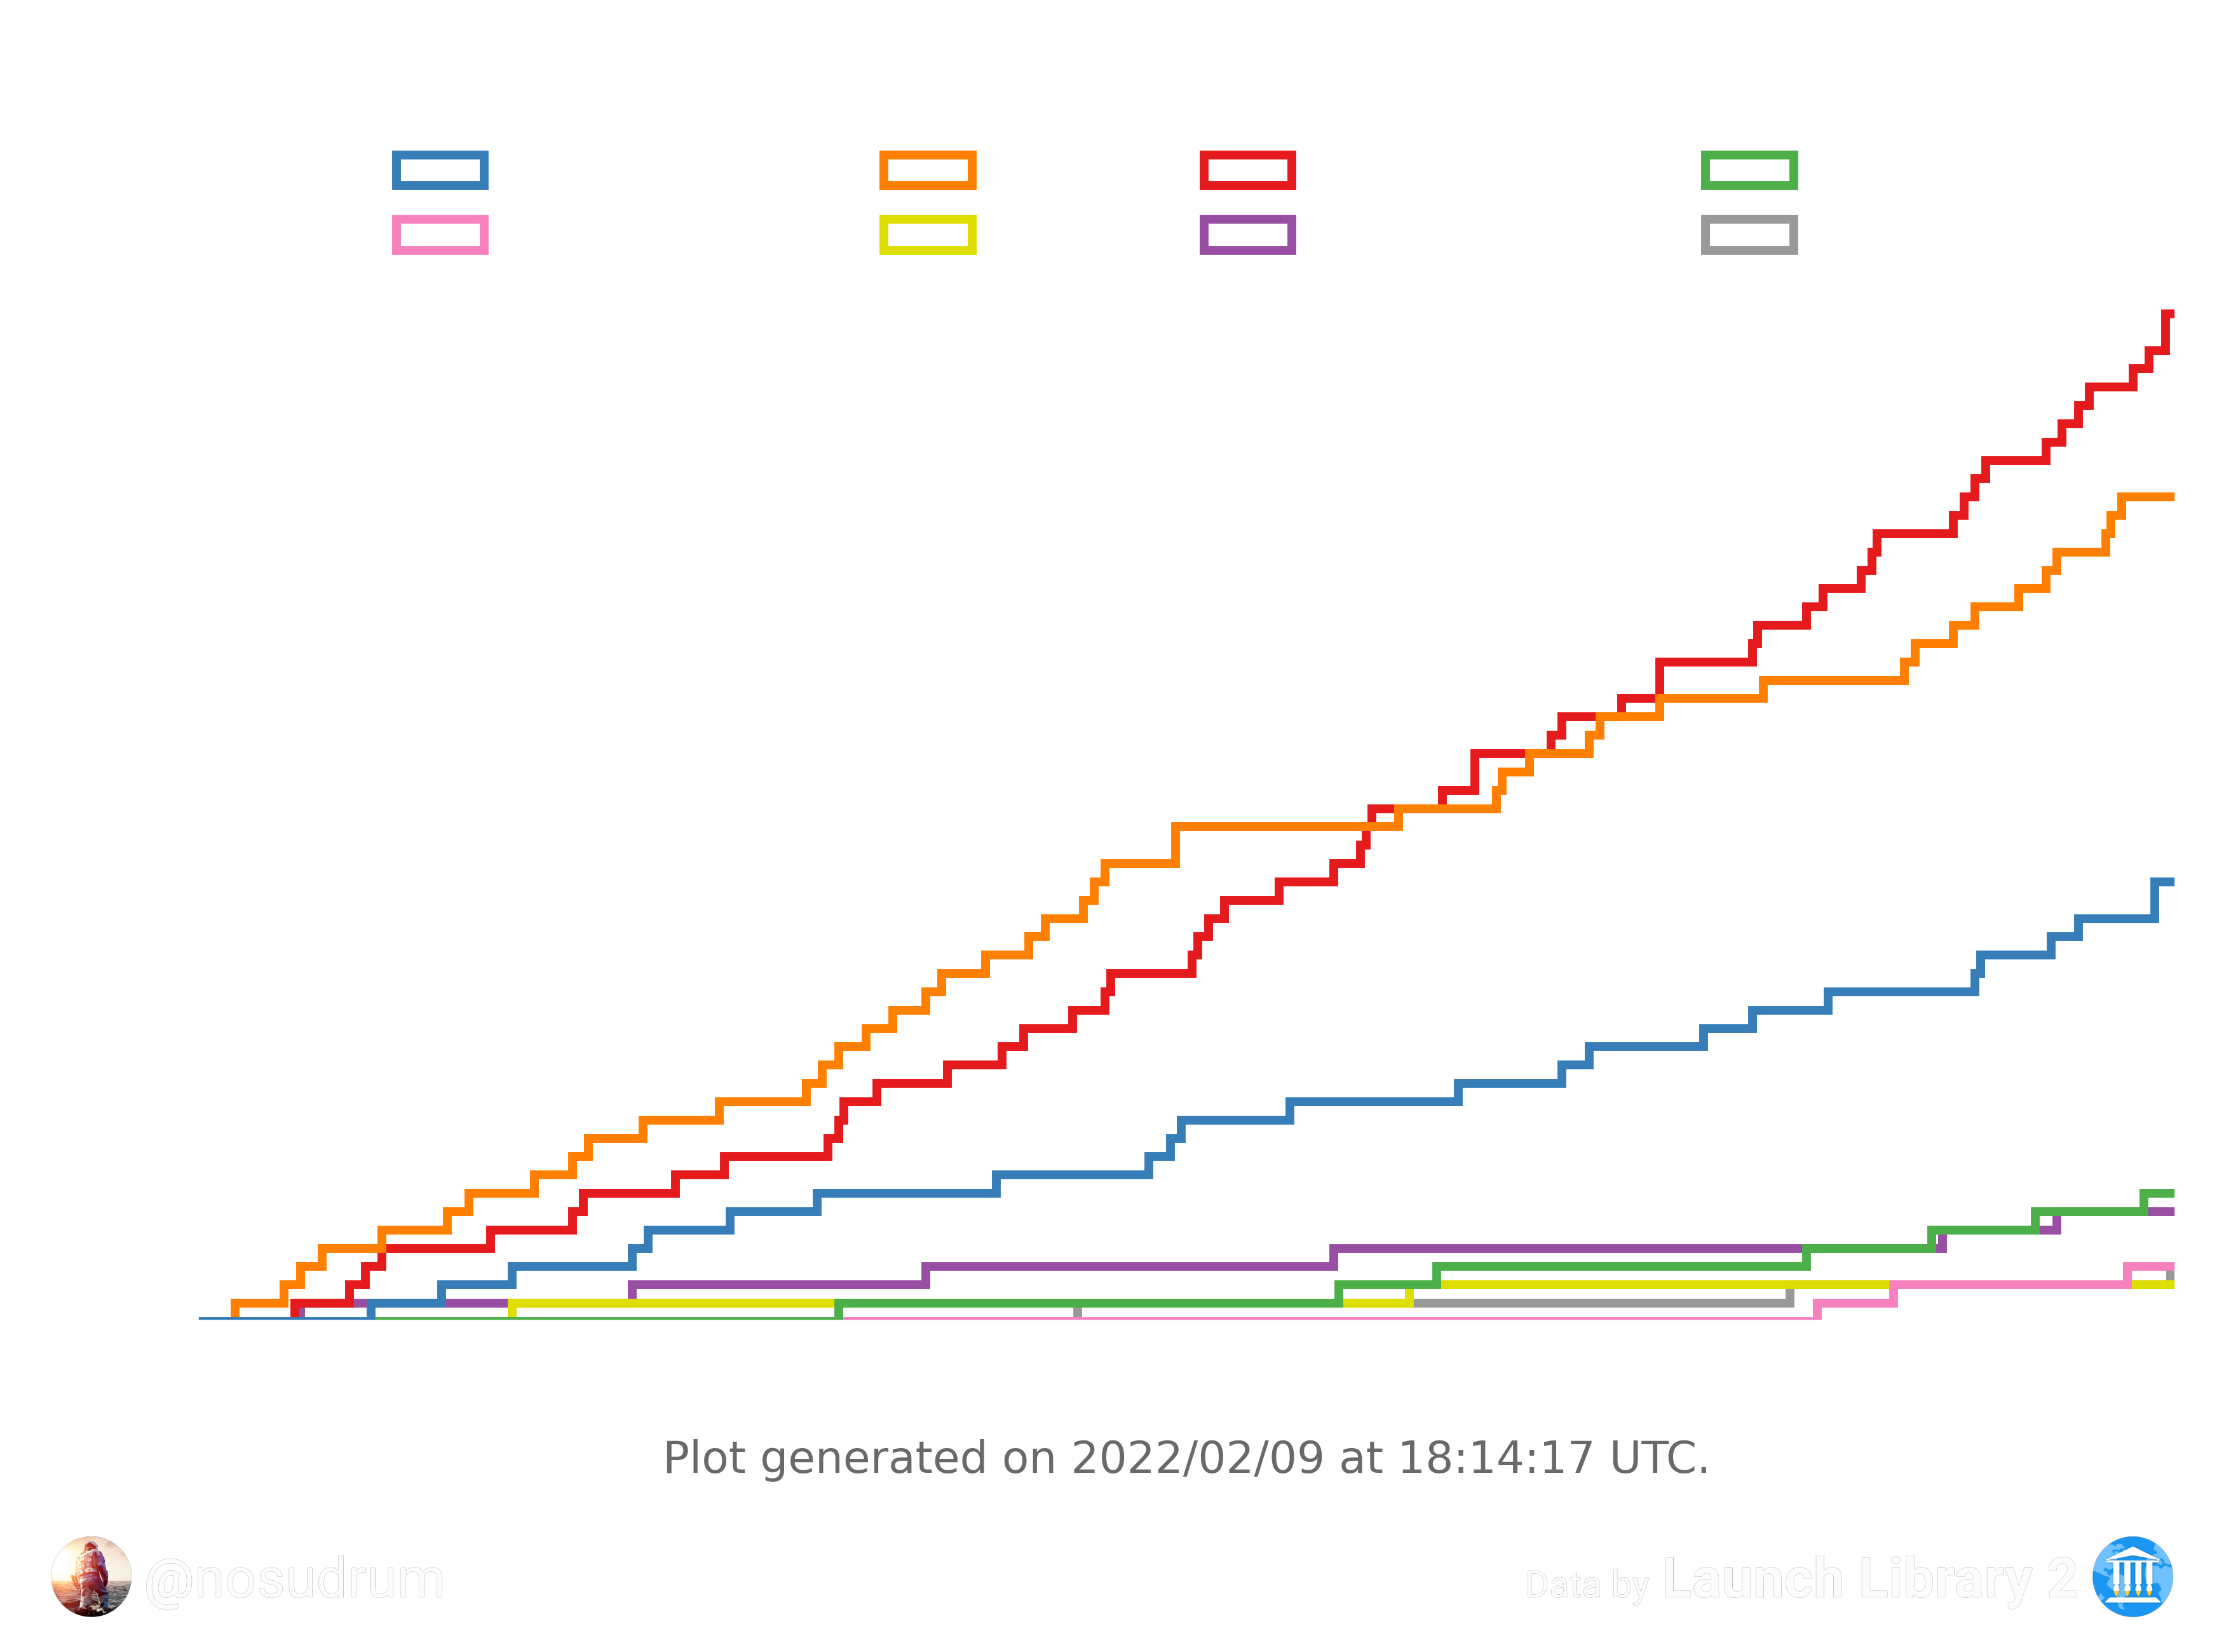 Plot generated on 2022/02/09 at 18:14:17 UTC.
@nosudrum
Data by Launch Library 2